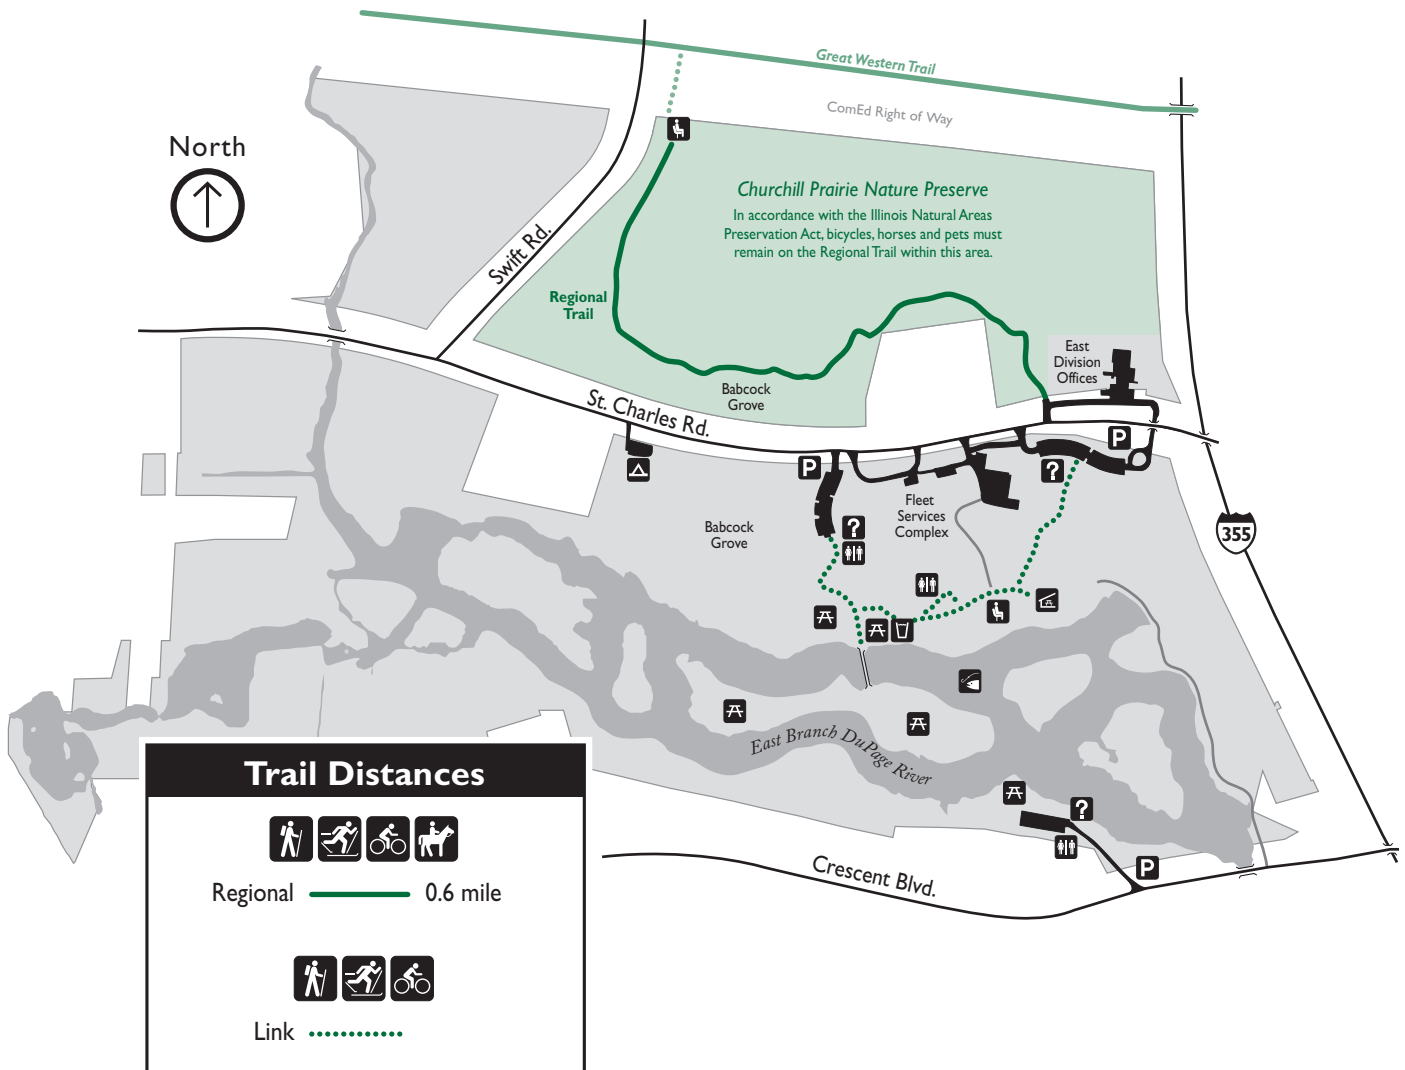 Great Western Trail
ComEd Right of Way
North
Churchill Prairie Nature Preserve
In accordance with the Illinois Natural Areas
Preservation Act, bicycles, horses and pets must
remain on the Regional Trail within this area.
Swift Rd.
Regional
Trail
East
Division
Offices
Babcock
Grove
St. Charles Rd.
P
P
?
Fleet
Services
Complex
Babcock
Grove
?
355
East Branch DuPage River
Trail Distances
?
Crescent Blvd.
P
Regional 0.6 mile
Link